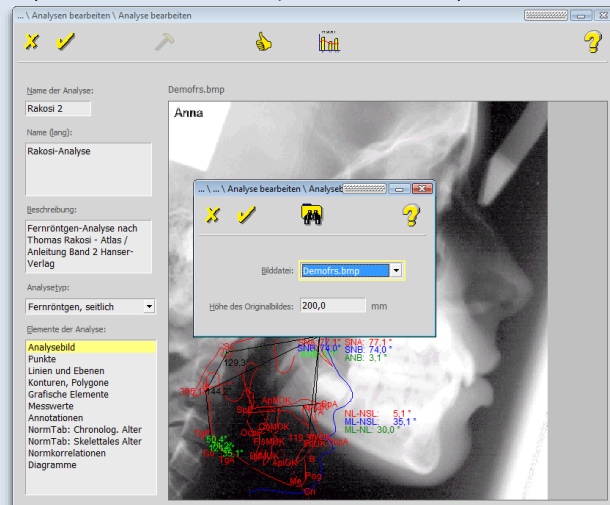 ... \ Analysen bearbeiten \ Analyse bearbeiten
Name der Analyse:
Rakosi 2
Name (lang):
Rakosi-Analyse
Beschreibung:
Fernröntgen-Analyse nach
Thomas Rakosi - Atlas /
Anleitung Band 2 Hanser-
Verlag
Analysetyp:
Fernröntgen, seitlich
Elemente der Analyse:
Analysebild
Punkte
Linien und Ebenen
Konturen, Polygone
Grafische Elemente
Messwerte
Annotationen
NormTab: Chronolog. Alter
NormTab: Skelettales Alter
Normkorrelationen
Diagramme
Demofrs.bmp
Anna
... \ ... \ Analyse bearbeiten \
Bilddatei:
Demofrs.bmp
Höhe des Originalbildes:
200,0
mm
SNA: 77,1 °
SNB: 74,0 °
ANB: 3,1 °
129,3°
ML-NSL: 5,1 °
ML-NSL: 35,1 °
ML-NL: 30,0 °
SpA
B
Pog
Me
Gn